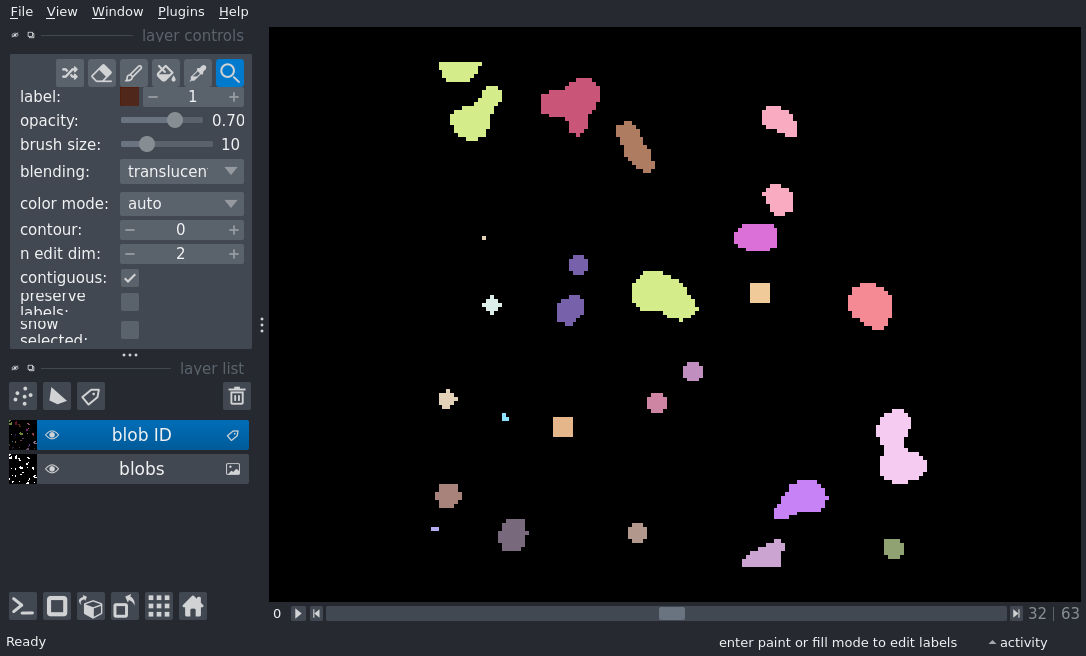 File View Window Plugins Help
layer controls
label: 1
opacity: 0.70
brush size: 10
blending: translucen
color mode: auto
contour: 0
n edit dim: 2
contiguous:
preserve
labels:
show
selected:
layer list
blob ID
blobs
0 32 | 63
Ready enter paint or fill mode to edit labels activity